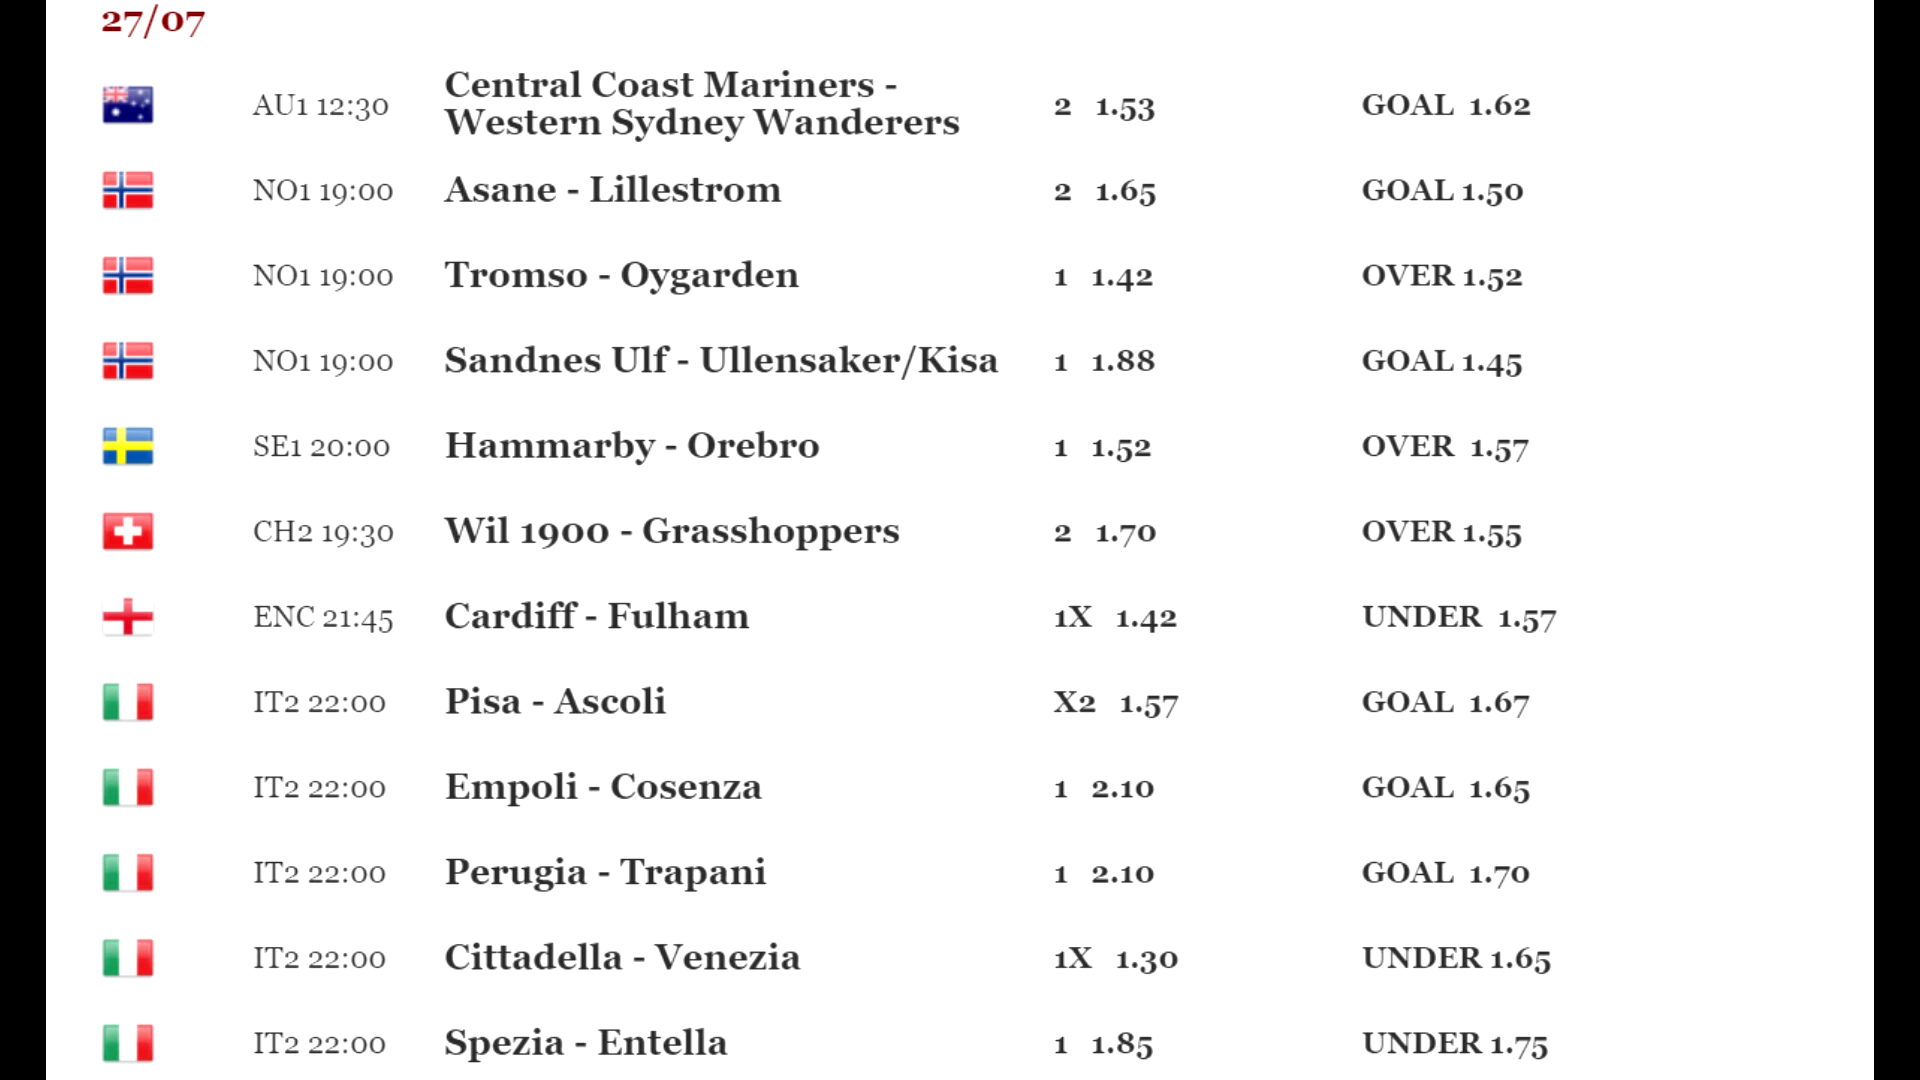 27/07
AU1 12:30 Central Coast Mariners - Western Sydney Wanderers 2 1.53 GOAL 1.62
NO1 19:00 Asane - Lillestrom 2 1.65 GOAL 1.50
NO1 19:00 Tromso - Oygarden 1 1.42 OVER 1.52
NO1 19:00 Sandnes Ulf - Ullensaker/Kisa 1 1.88 GOAL 1.45
SE1 20:00 Hammarby - Orebro 1 1.52 OVER 1.57
CH2 19:30 Wil 1900 - Grasshoppers 2 1.70 OVER 1.55
ENC 21:45 Cardiff - Fulham 1X 1.42 UNDER 1.57
IT2 22:00 Pisa - Ascoli X2 1.57 GOAL 1.67
IT2 22:00 Empoli - Cosenza 1 2.10 GOAL 1.65
IT2 22:00 Perugia - Trapani 1 2.10 GOAL 1.70
IT2 22:00 Cittadella - Venezia 1X 1.30 UNDER 1.65
IT2 22:00 Spezia - Entella 1 1.85 UNDER 1.75